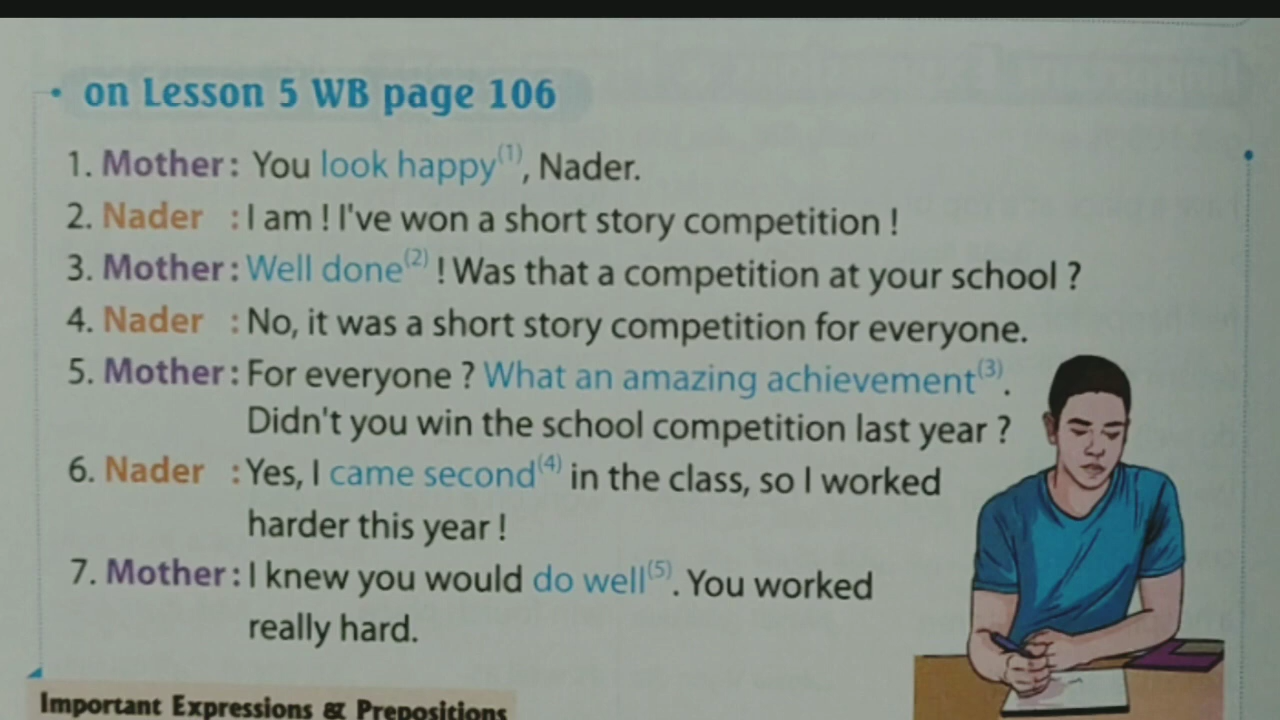 • on Lesson 5 WB page 106
1. Mother: You look happy(1), Nader.
2. Nader : I am ! I've won a short story competition !
3. Mother: Well done(2) ! Was that a competition at your school ?
4. Nader : No, it was a short story competition for everyone.
5. Mother: For everyone ? What an amazing achievement(3).
Didn't you win the school competition last year ?
6. Nader : Yes, I came second(4) in the class, so I worked
harder this year !
7. Mother: I knew you would do well(5). You worked
really hard.
Important Expressions & Prepositions